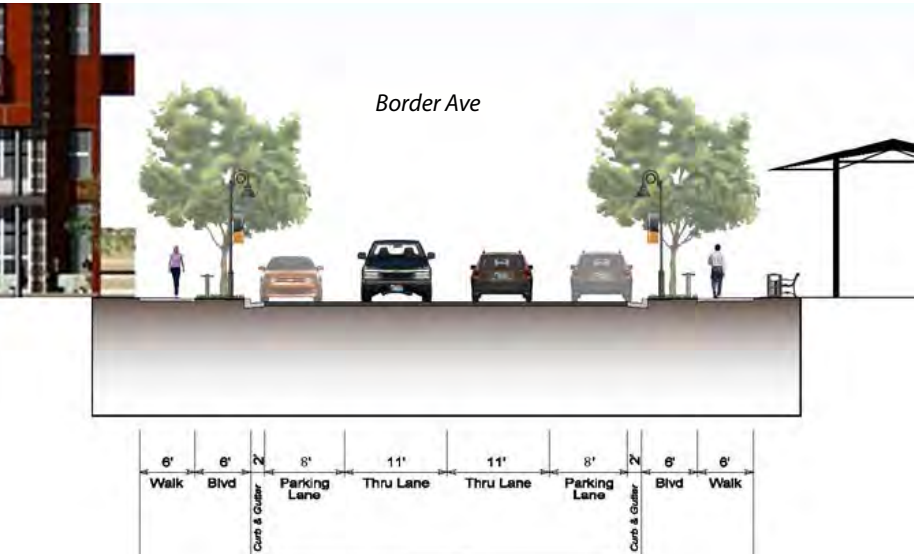 Border Ave
6' 6' 2' 8' 11' 11' 8' 2' 6' 6'
Walk Blvd Curb & Gutter Parking Lane Thru Lane Thru Lane Parking Lane Curb & Gutter Blvd Walk